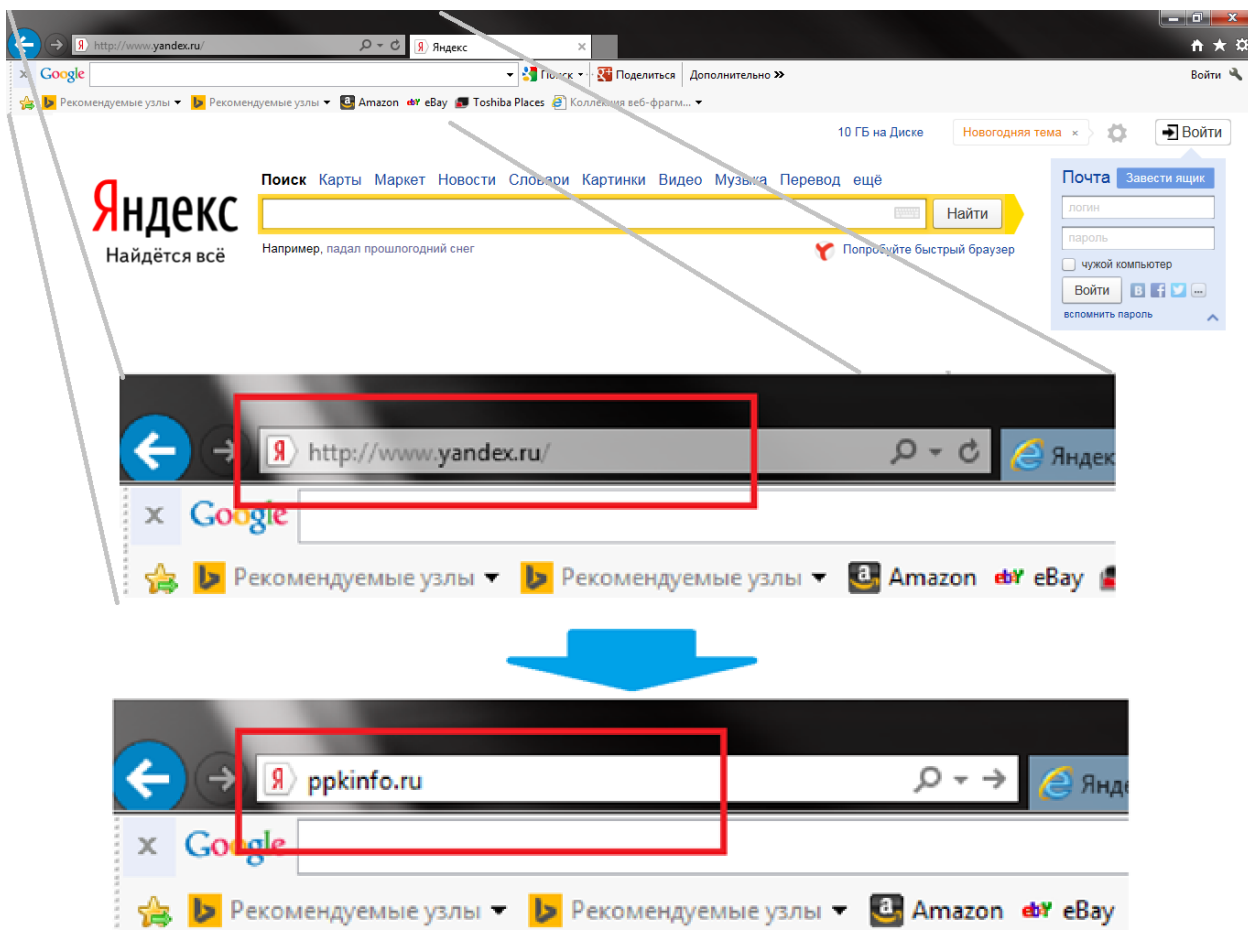 http://www.yandex.ru/ Яндекс
x Google Поиск Поделиться Дополнительно » Войти
Рекомендуемые узлы Рекомендуемые узлы Amazon eBay Toshiba Places Коллекция веб-фрагм...
10 ГБ на Диске Новогодняя тема × Войти
Поиск Карты Маркет Новости Словари Картинки Видео Музыка Перевод ещё
Яндекс
Найдётся всё
Найти
Например, падал прошлогодний снег
Попробуйте быстрый браузер
Почта Завести ящик
логин
пароль
чужой компьютер
Войти
вспомнить пароль
Я http://www.yandex.ru/ Яндек
x Google
Рекомендуемые узлы Рекомендуемые узлы Amazon eBay
Я ppkinfo.ru Янде
x Google
Рекомендуемые узлы Рекомендуемые узлы Amazon eBay